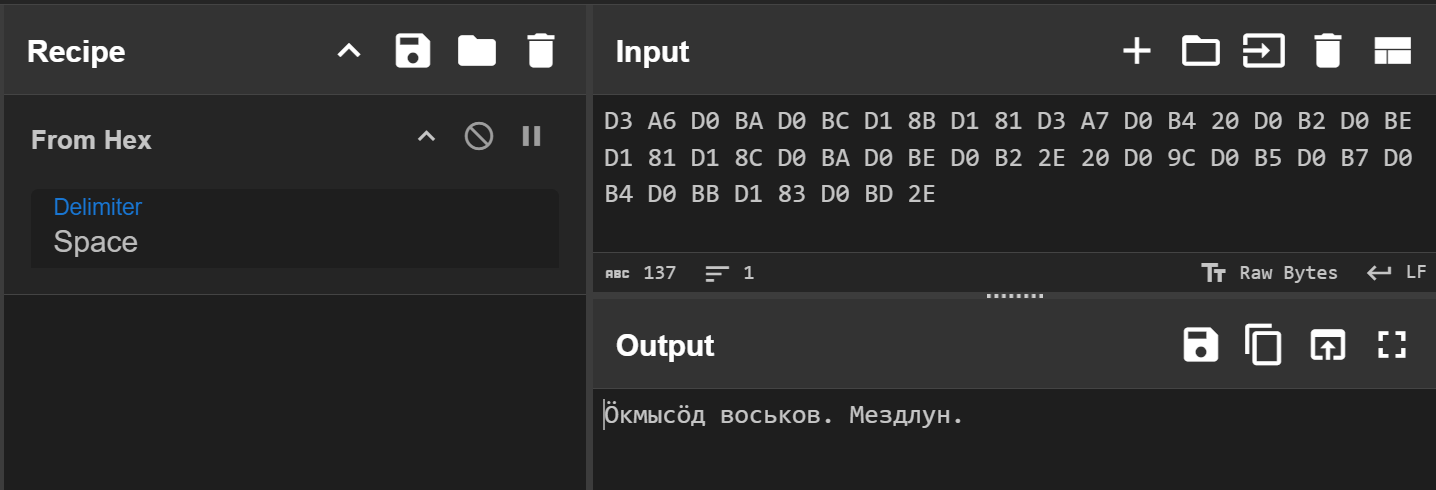 Recipe
From Hex
Delimiter
Space
Input
D3 A6 D0 BA D0 BC D1 8B D1 81 D3 A7 D0 B4 20 D0 B2 D0 BE
D1 81 D1 8C D0 BA D0 BE D0 B2 2E 20 D0 9C D0 B5 D0 B7 D0
B4 D0 BB D1 83 D0 BD 2E
ABC 137 1 Tт Raw Bytes LF
Output
Ӧкмысӧд воськов. Мездлун.